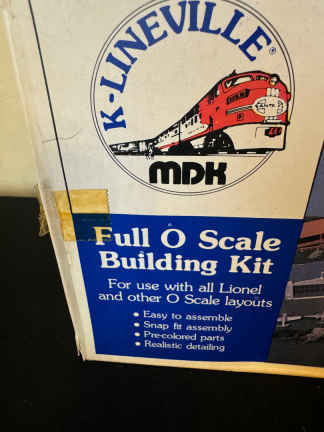 K-LINEVILLE®
MDK
Full O Scale
Building Kit
For use with all Lionel
and other O Scale layouts
• Easy to assemble
• Snap fit assembly
• Pre-colored parts
• Realistic detailing